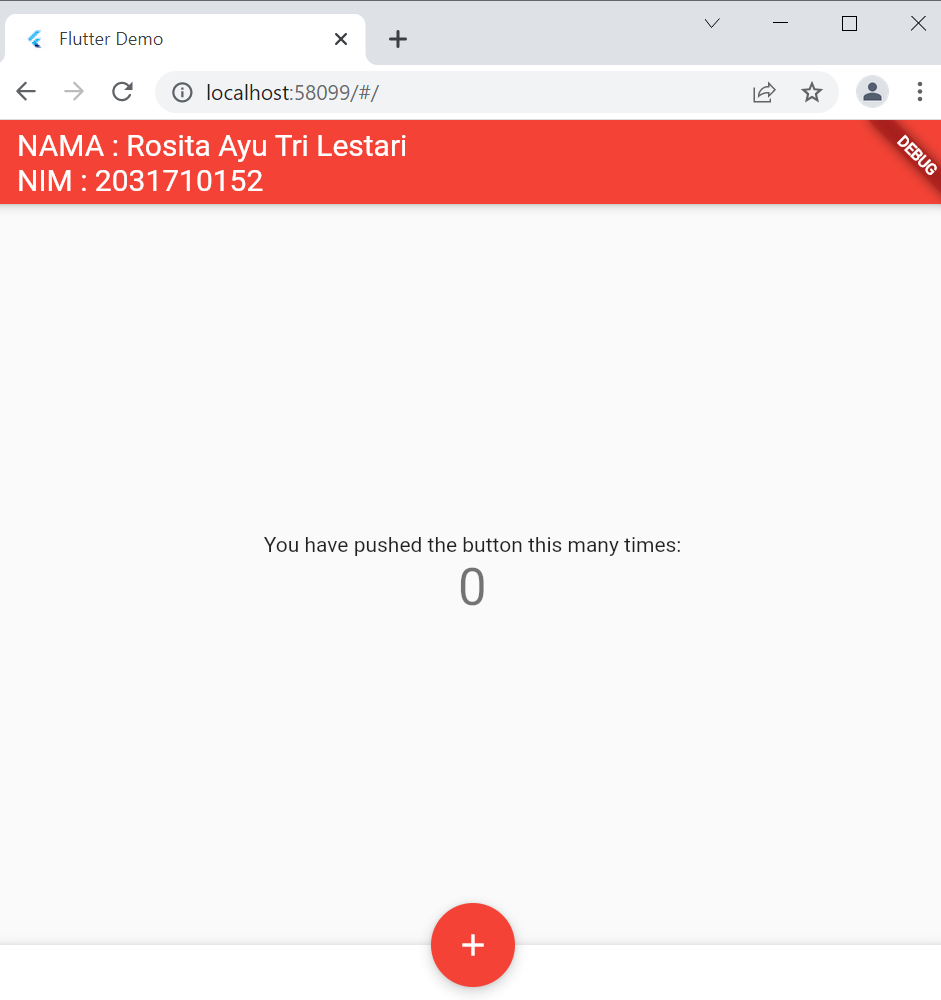 Flutter Demo
localhost:58099/#/
NAMA : Rosita Ayu Tri Lestari
NIM : 2031710152
DEBUG
You have pushed the button this many times:
0